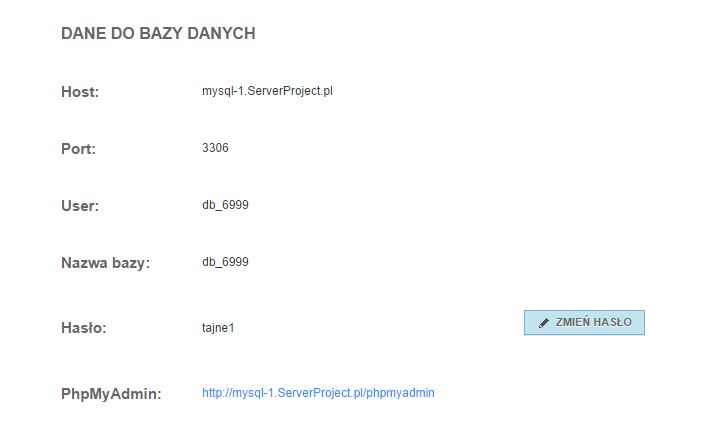 DANE DO BAZY DANYCH
Host: mysql-1.ServerProject.pl
Port: 3306
User: db_6999
Nazwa bazy: db_6999
Hasło: tajne1 ZMIEŃ HASŁO
PhpMyAdmin: http://mysql-1.ServerProject.pl/phpmyadmin